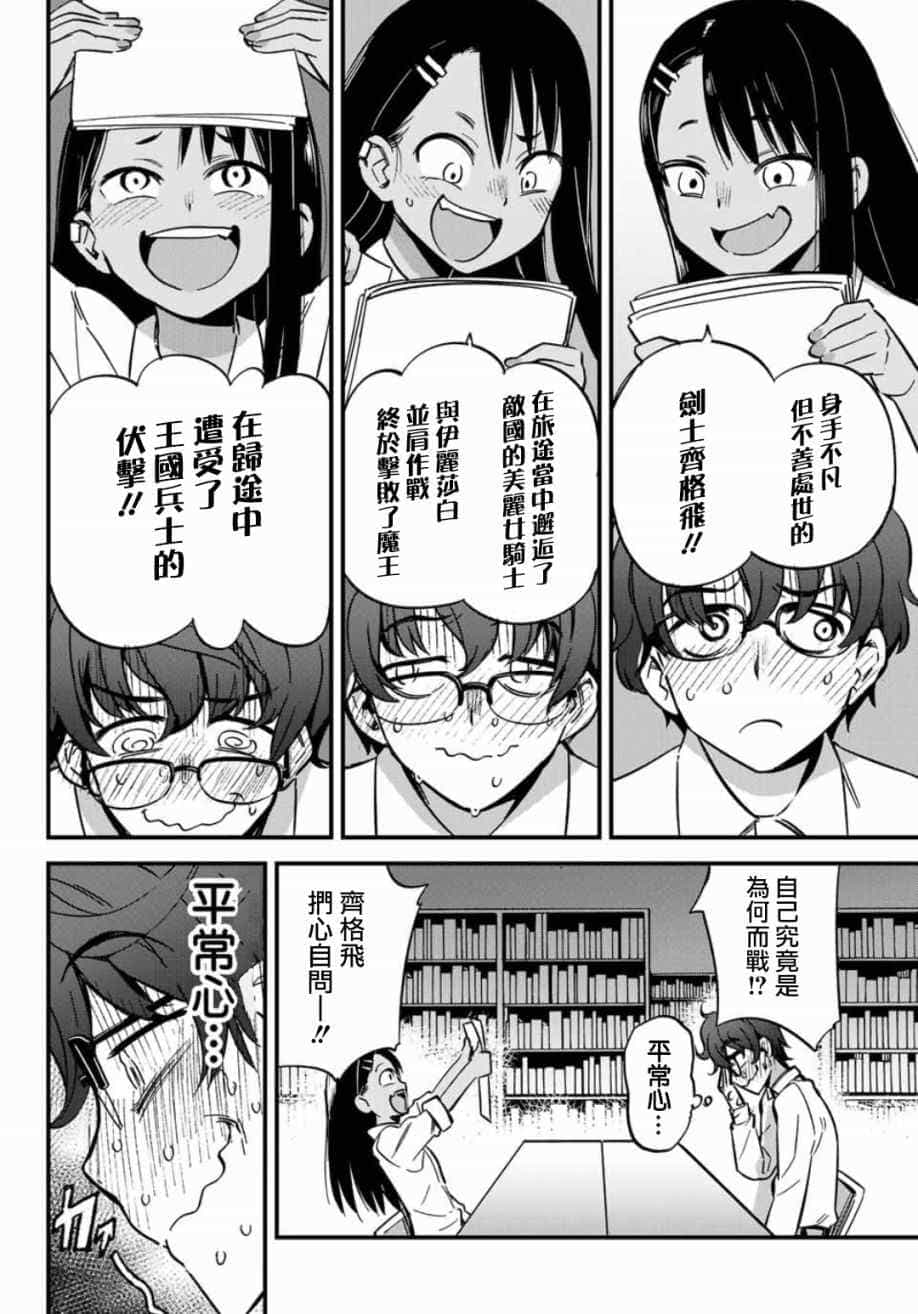 身手不凡
但不善處世的
劍士齊格飛!!
在旅途當中邂逅了
敵國的美麗女騎士
與伊麗莎白
並肩作戰
終於擊敗了魔王
在歸途中
遭受了
王國兵士的
伏擊!!
自己究竟是
為何而戰!?
平常心…
齊格飛
捫心自問—!!
平常心…
カァッ